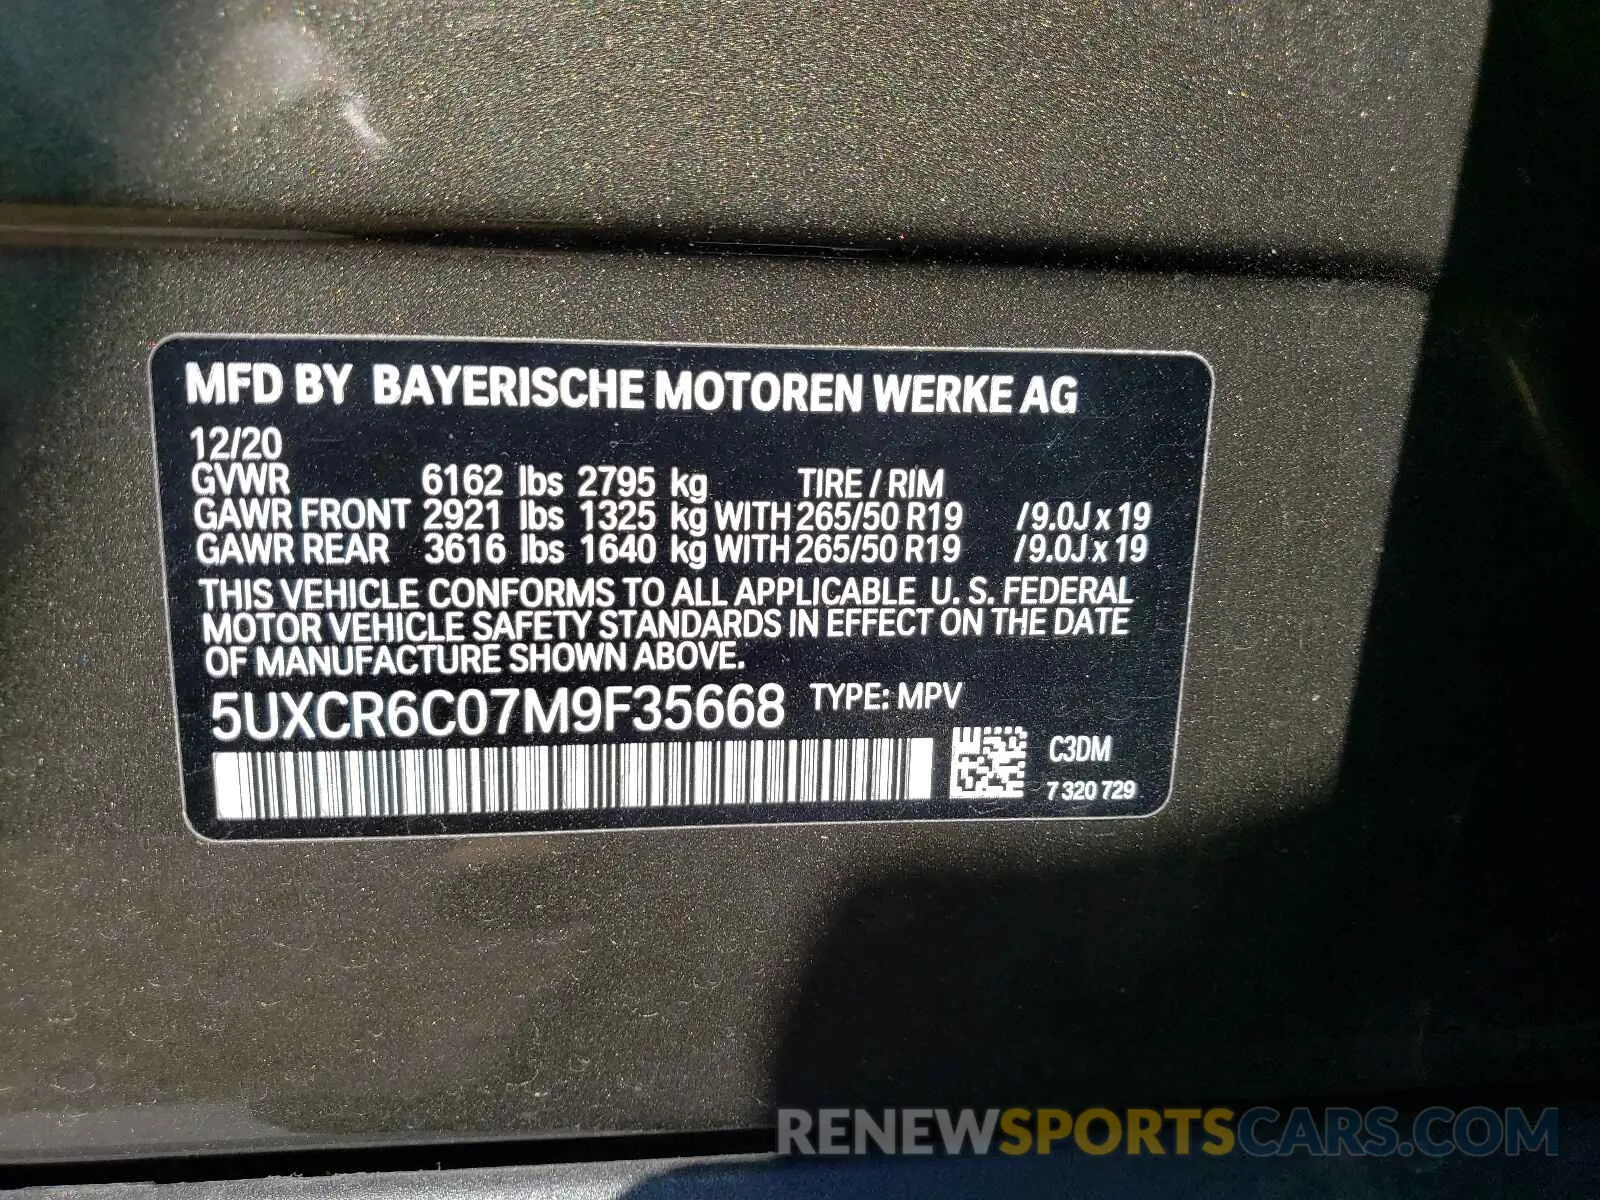 MFD BY BAYERISCHE MOTOREN WERKE AG
12/20
GVWR 6162 lbs 2795 kg TIRE / RIM
GAWR FRONT 2921 lbs 1325 kg WITH 265/50 R19 /9.0J x 19
GAWR REAR 3616 lbs 1640 kg WITH 265/50 R19 /9.0J x 19
THIS VEHICLE CONFORMS TO ALL APPLICABLE U. S. FEDERAL
MOTOR VEHICLE SAFETY STANDARDS IN EFFECT ON THE DATE
OF MANUFACTURE SHOWN ABOVE.
5UXCR6C07M9F35668 TYPE: MPV
C3DM
7 320 729
RENEWSPORTSCARS.COM